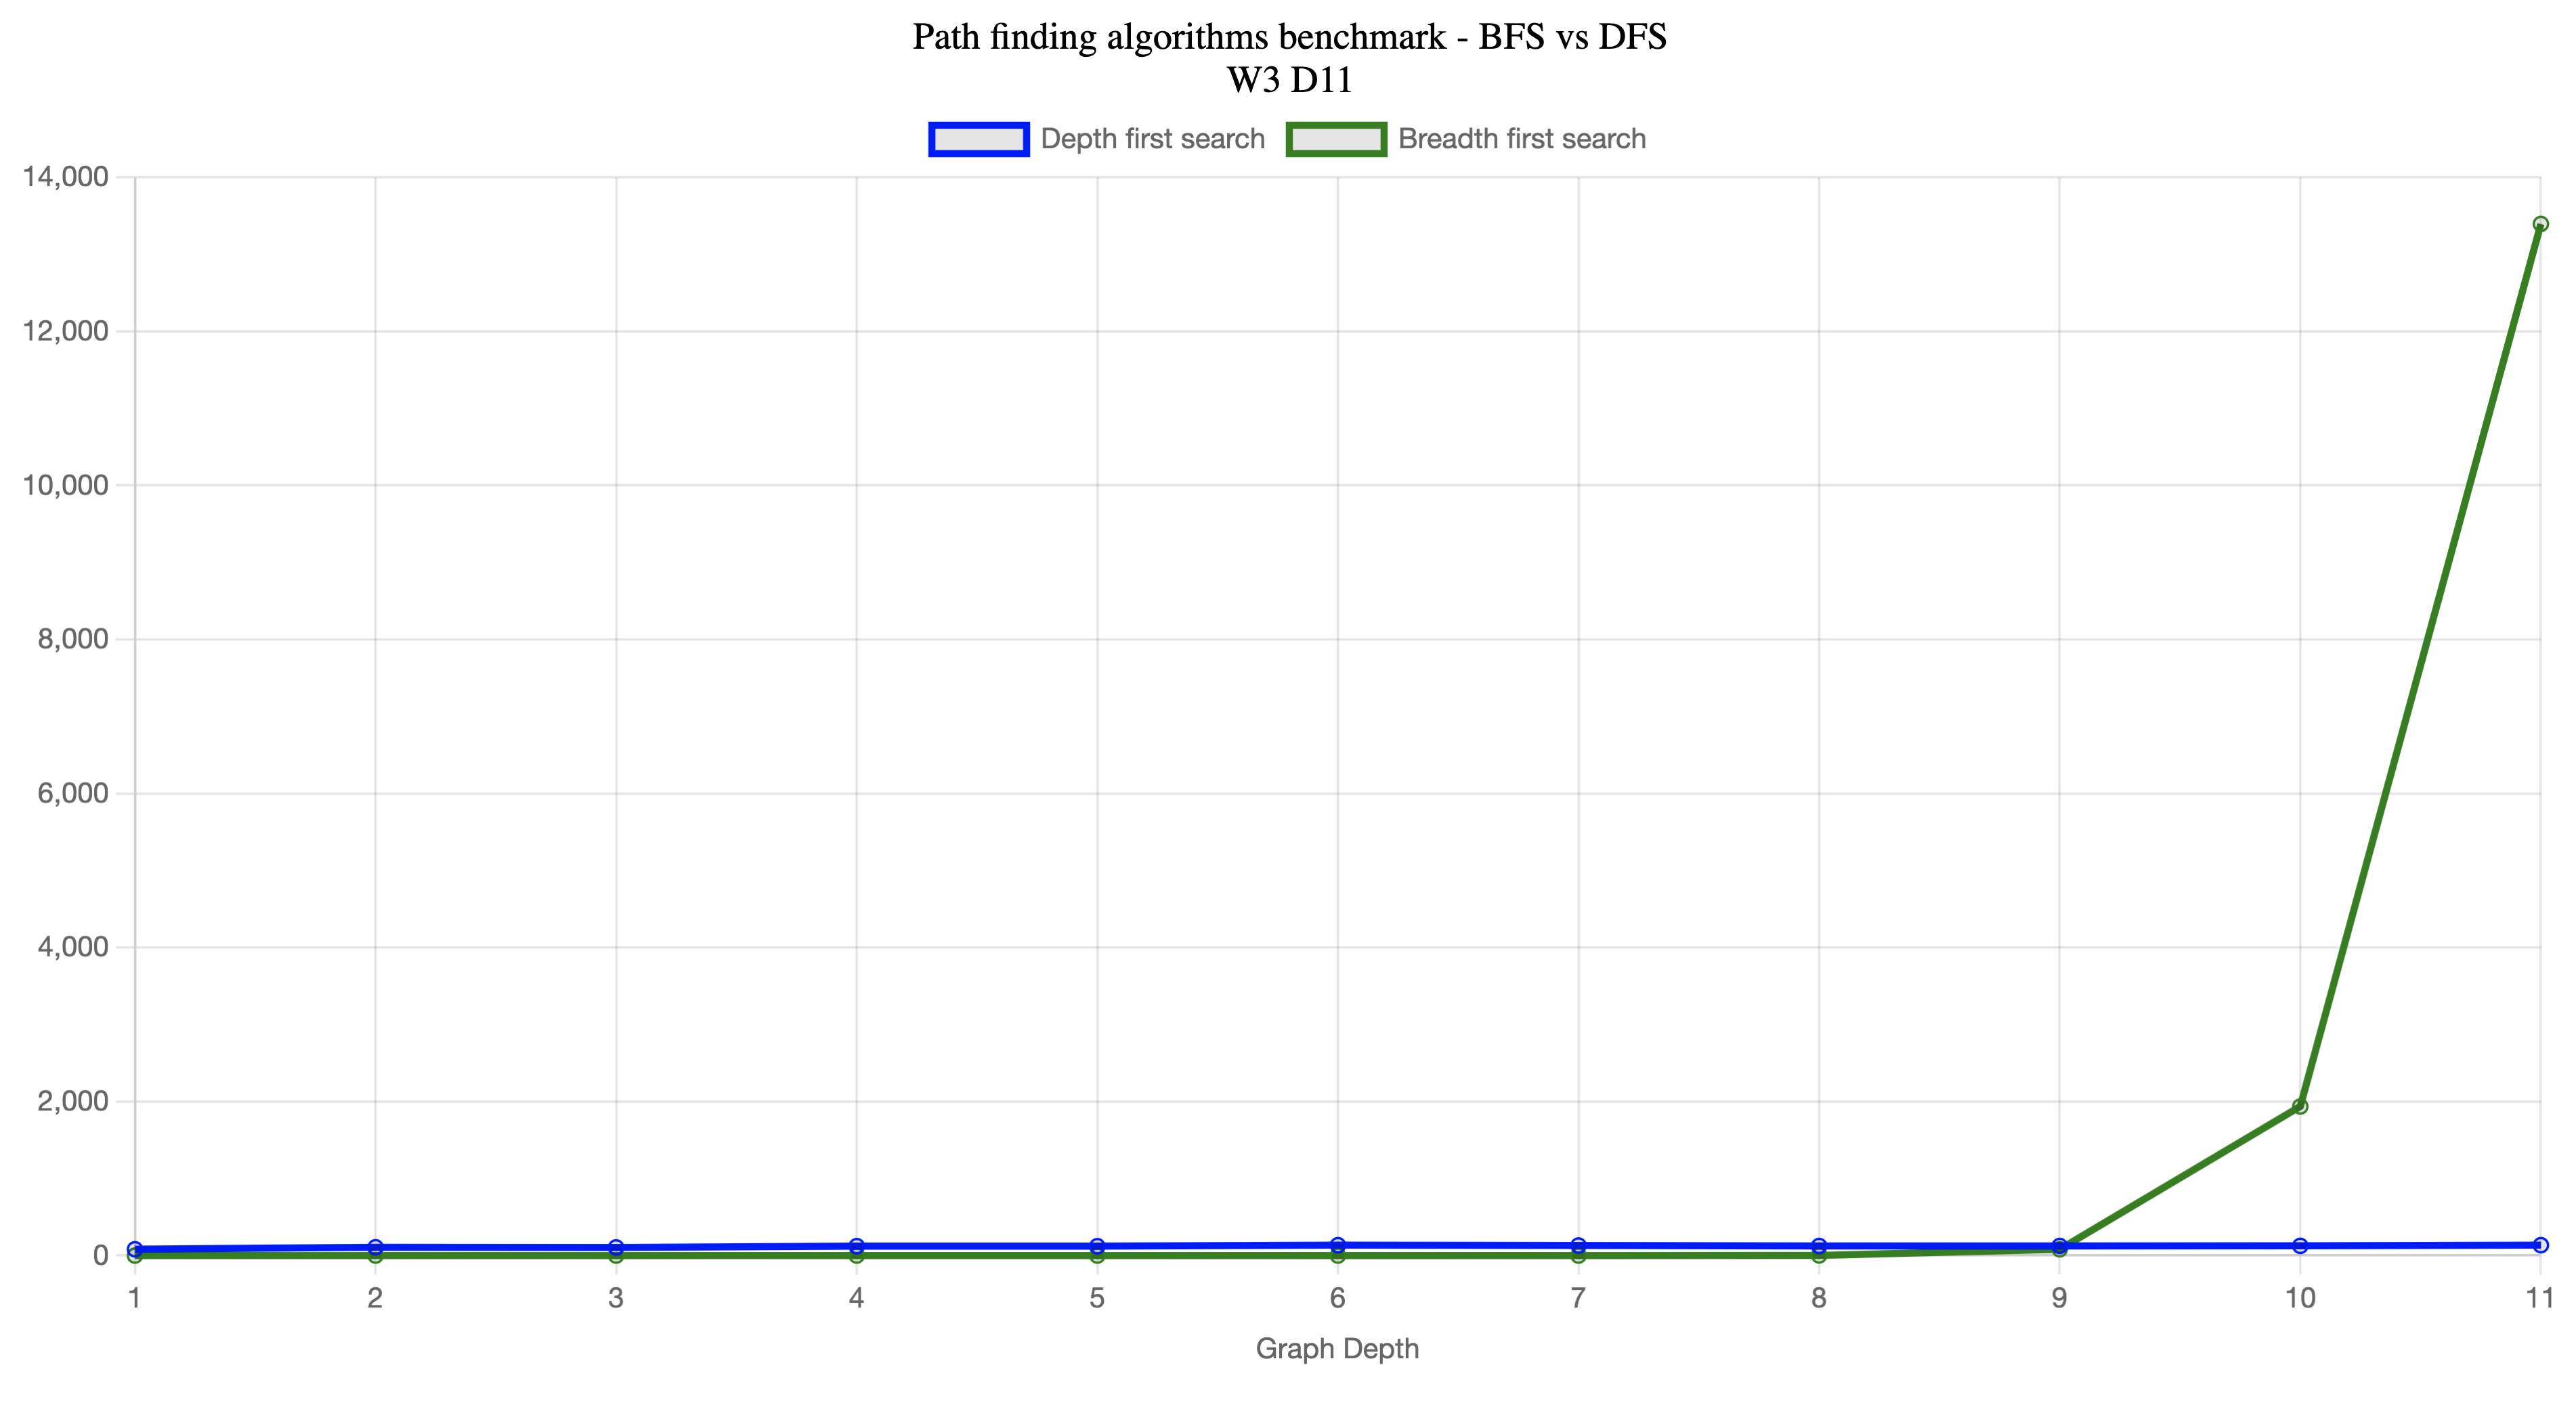 Path finding algorithms benchmark - BFS vs DFS
W3 D11
Depth first search Breadth first search
14,000
12,000
10,000
8,000
6,000
4,000
2,000
0
1 2 3 4 5 6 7 8 9 10 11
Graph Depth